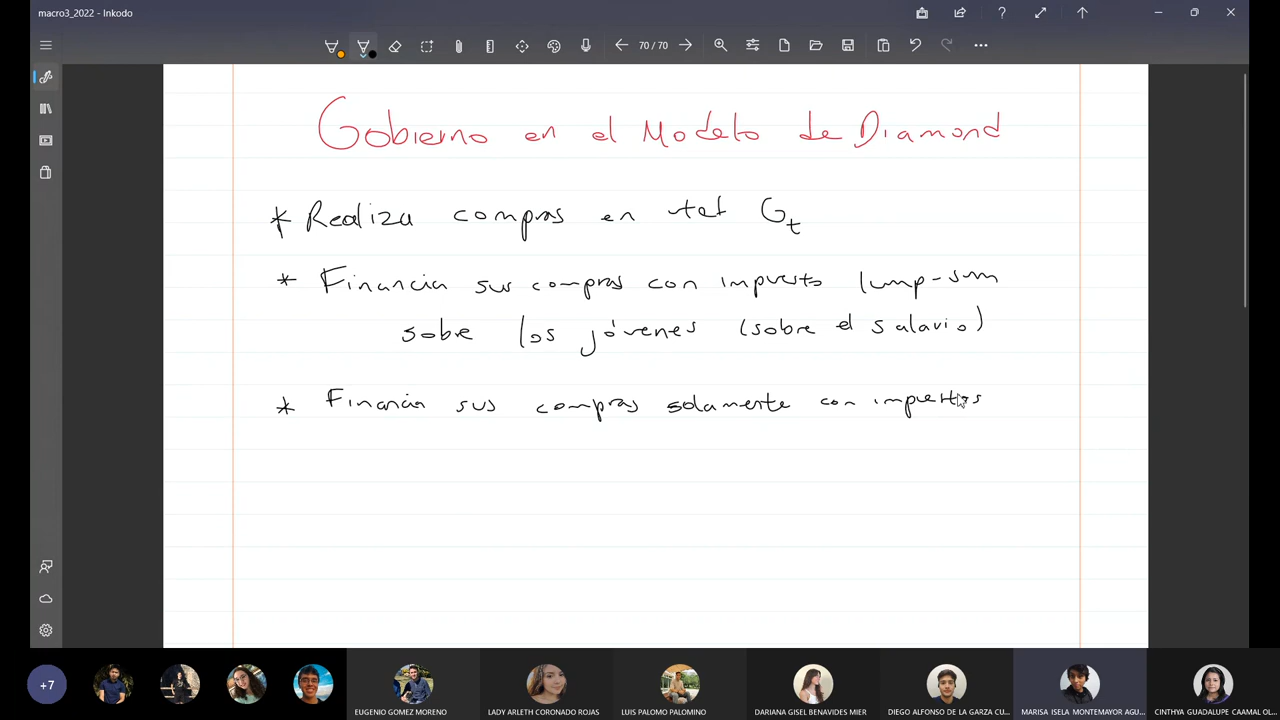 macro3_2022 - Inkodo
70 / 70
Gobierno en el Modelo de Diamond
* Realiza compras en t Gt
* Financia sus compras con impuesto lump-sum
sobre los jóvenes (sobre el salario)
* Financia sus compras solamente con impuestos
+7
EUGENIO GOMEZ MORENO
LADY ARLETH CORONADO ROJAS
LUIS PALOMO PALOMINO
DARIANA GISEL BENAVIDES MIER
DIEGO ALFONSO DE LA GARZA CU...
MARISA ISELA MONTEMAYOR AGU...
CINTHYA GUADALUPE CAAMAL OL...